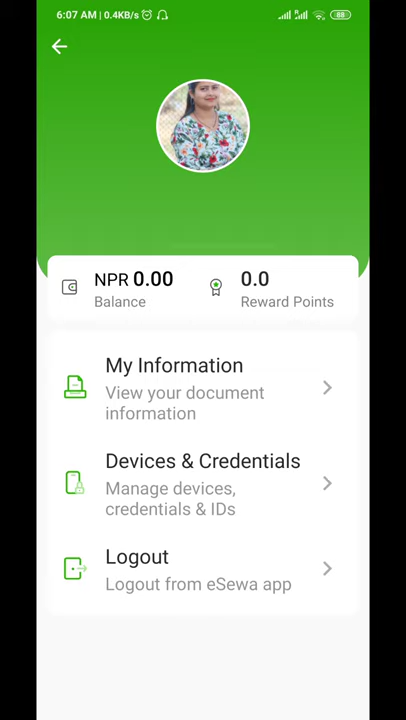 6:07 AM | 0.4KB/s
R
88
NPR 0.00
Balance
0.0
Reward Points
My Information
View your document
information
Devices & Credentials
Manage devices,
credentials & IDs
Logout
Logout from eSewa app